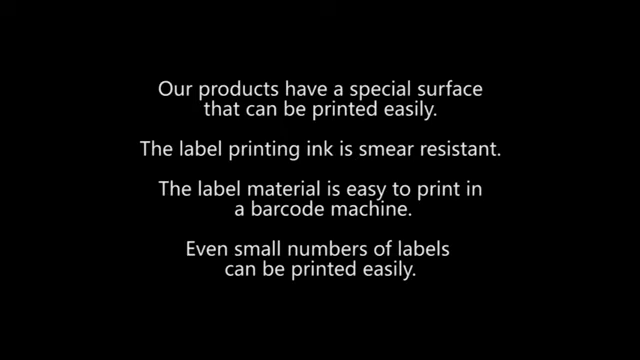 Our products have a special surface
that can be printed easily.
The label printing ink is smear resistant.
The label material is easy to print in
a barcode machine.
Even small numbers of labels
can be printed easily.